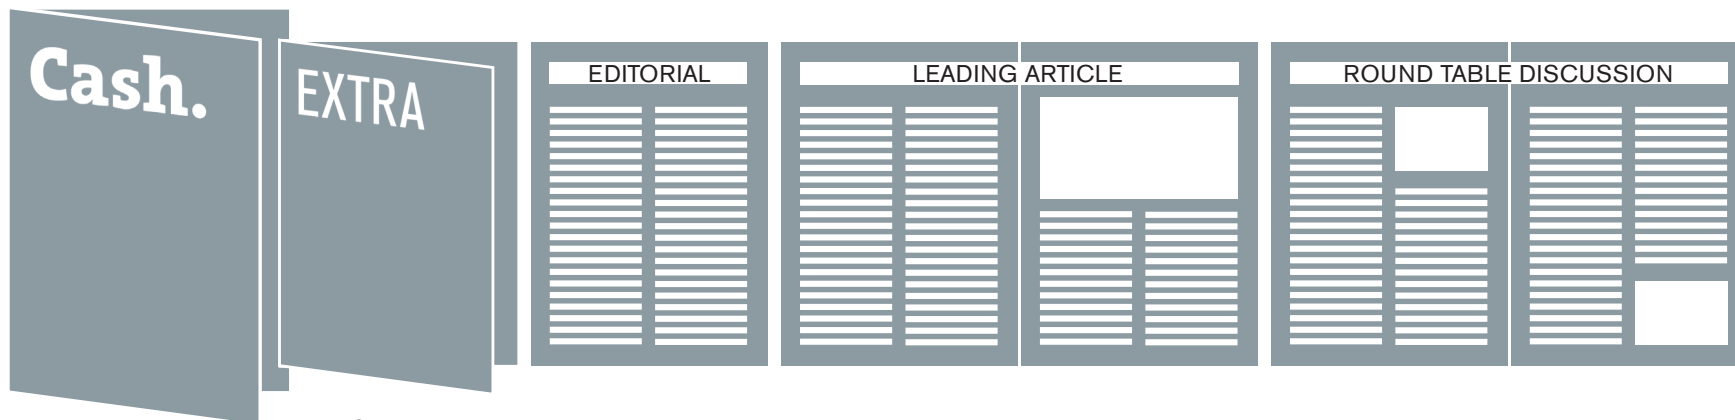 Cash.
EXTRA
EDITORIAL
LEADING ARTICLE
ROUND TABLE DISCUSSION